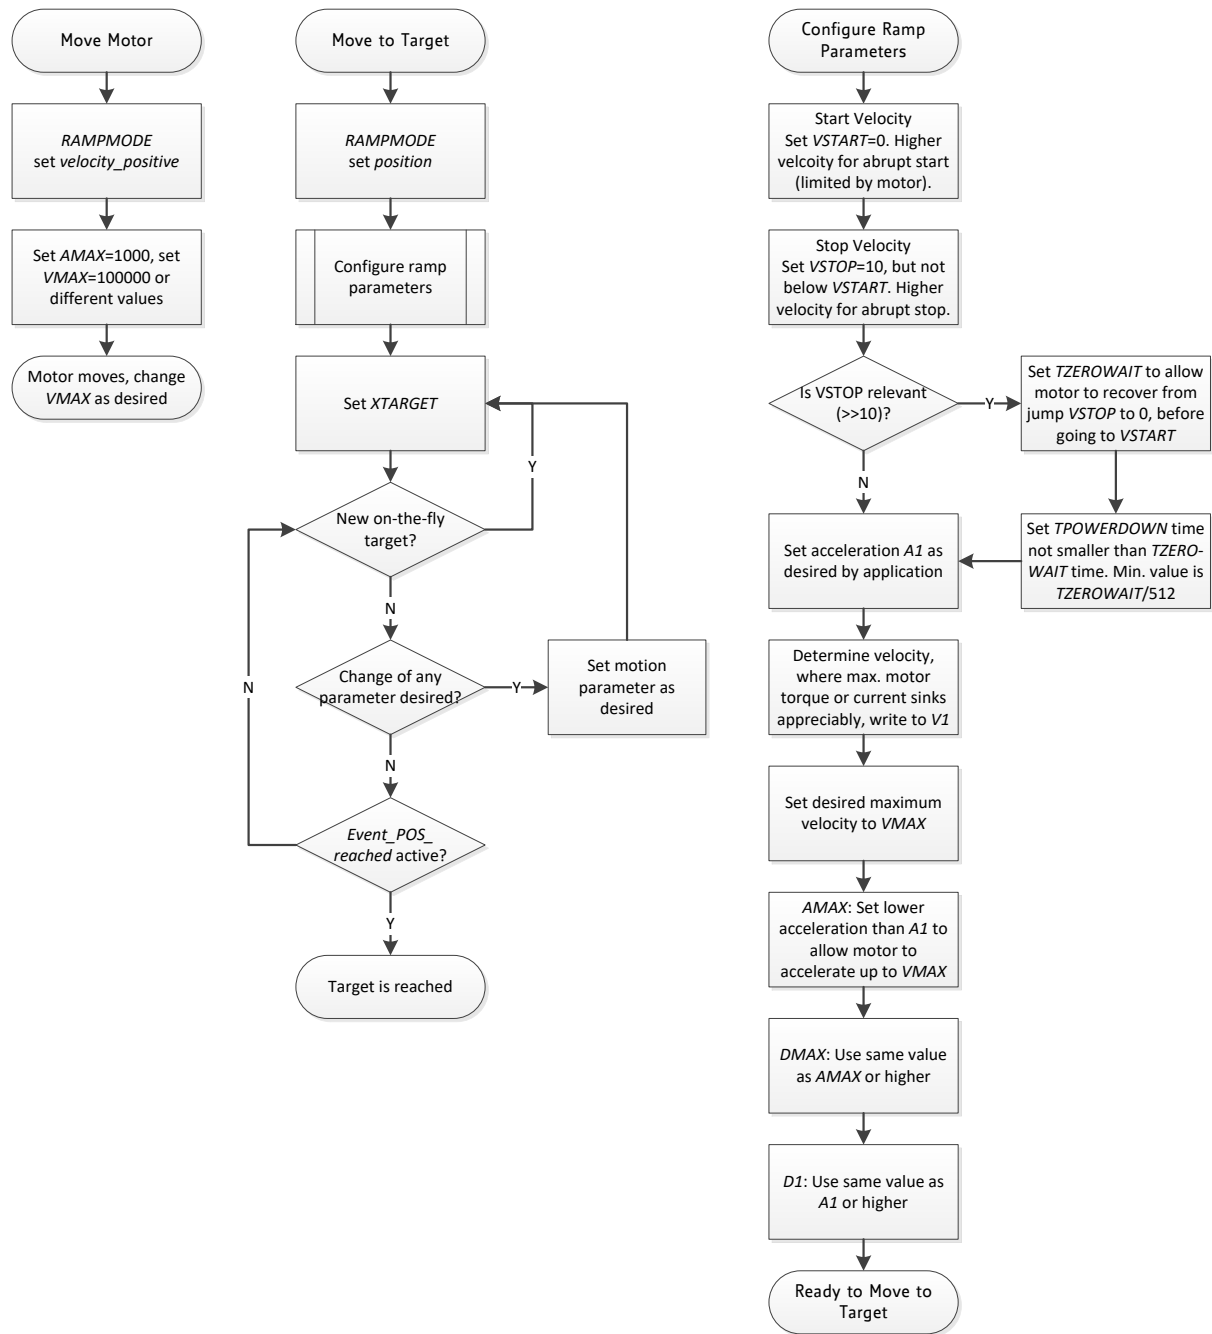 Move Motor
RAMPMODE
set velocity_positive
Set AMAX=1000, set
VMAX=100000 or
different values
Motor moves, change
VMAX as desired
Move to Target
RAMPMODE
set position
Configure ramp
parameters
Set XTARGET
Y
New on-the-fly
target?
N
N
Change of any
parameter desired?
Y
Set motion
parameter as
desired
N
Event_POS_
reached active?
Y
Target is reached
Configure Ramp
Parameters
Start Velocity
Set VSTART=0. Higher
velcoity for abrupt start
(limited by motor).
Stop Velocity
Set VSTOP=10, but not
below VSTART. Higher
velocity for abrupt stop.
Is VSTOP relevant
(>>10)?
Y
Set TZEROWAIT to allow
motor to recover from
jump VSTOP to 0, before
going to VSTART
N
Set TPOWERDOWN time
not smaller than TZERO-
WAIT time. Min. value is
TZEROWAIT/512
Set acceleration A1 as
desired by application
Determine velocity,
where max. motor
torque or current sinks
appreciably, write to V1
Set desired maximum
velocity to VMAX
AMAX: Set lower
acceleration than A1 to
allow motor to
accelerate up to VMAX
DMAX: Use same value
as AMAX or higher
D1: Use same value as
A1 or higher
Ready to Move to
Target